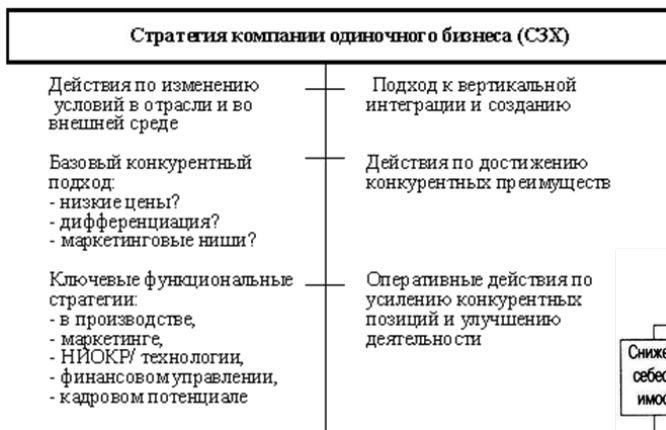 Стратегия компании одиночного бизнеса (СЗХ)
Действия по изменению
условий в отрасли и во
внешней среде
Базовый конкурентный
подход:
- низкие цены?
- дифференциация?
- маркетинговые ниши?
Ключевые функциональные
стратегии:
- в производстве,
- маркетинге,
- НИОКР/ технологии,
- финансовом управлении,
- кадровом потенциале
Подход к вертикальной
интеграции и созданию
Действия по достижению
конкурентных преимуществ
Оперативные действия по
усилению конкурентных
позиций и улучшению
деятельности